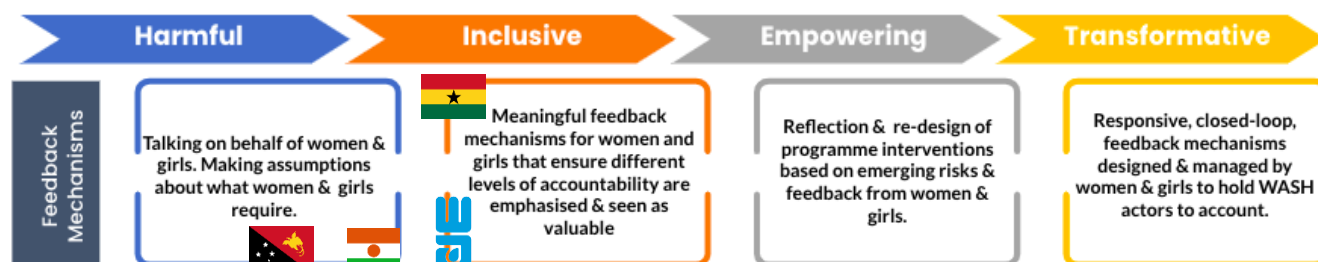 Harmful
Inclusive
Empowering
Transformative
Feedback
Mechanisms
Talking on behalf of women &
girls. Making assumptions
about what women & girls
require.
Meaningful feedback
mechanisms for women and
girls that ensure different
levels of accountability are
emphasised & seen as
valuable
Reflection & re-design of
programme interventions
based on emerging risks &
feedback from women &
girls.
Responsive, closed-loop,
feedback mechanisms
designed & managed by
women & girls to hold WASH
actors to account.